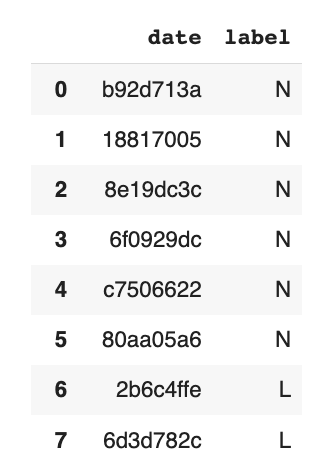 date label
0 b92d713a N
1 18817005 N
2 8e19dc3c N
3 6f0929dc N
4 c7506622 N
5 80aa05a6 N
6 2b6c4ffe L
7 6d3d782c L